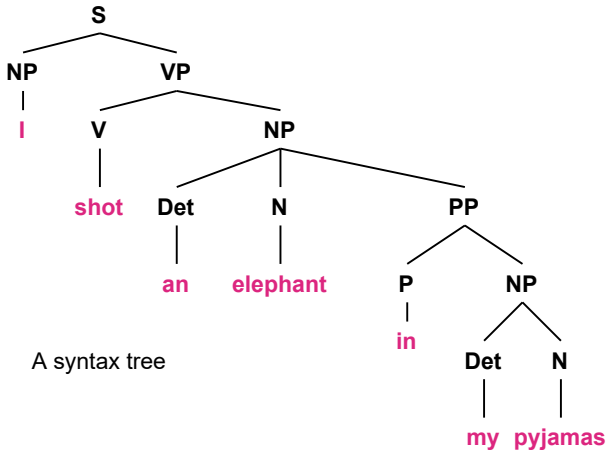 S
NP VP
I V NP
shot Det N PP
an elephant P NP
in
A syntax tree Det N
my pyjamas